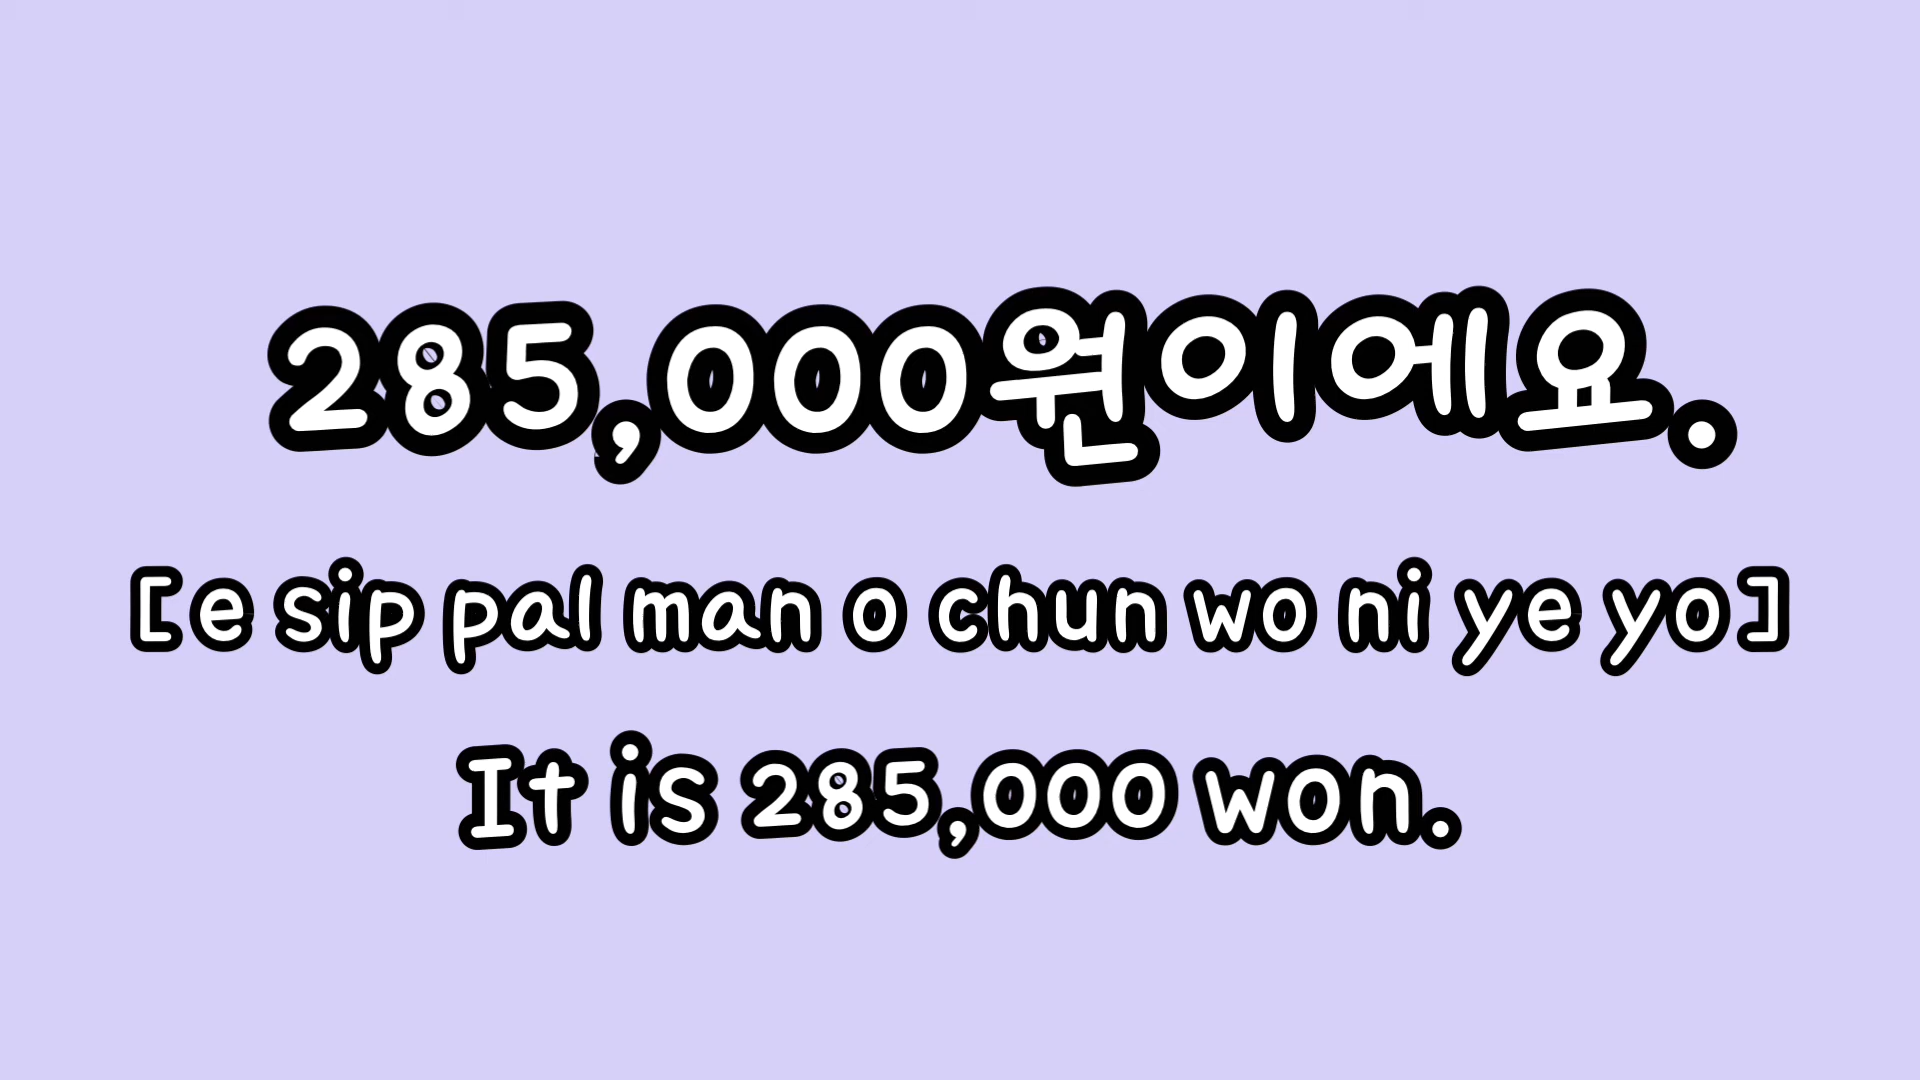 285,000원이에요.
[e sip pal man o chun wo ni ye yo]
It is 285,000 won.